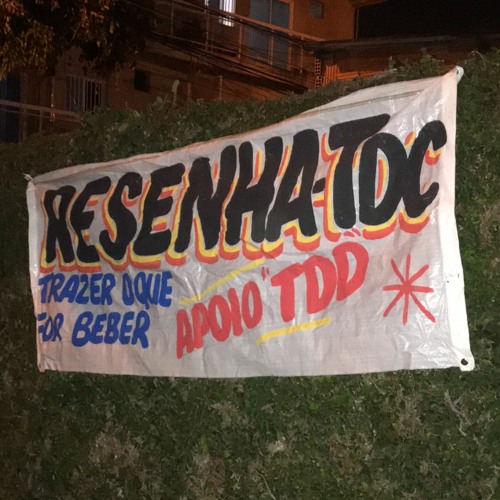 RESENHA-TDC
TRAZER OQUE
FOR BEBER
APOIO "TDD"